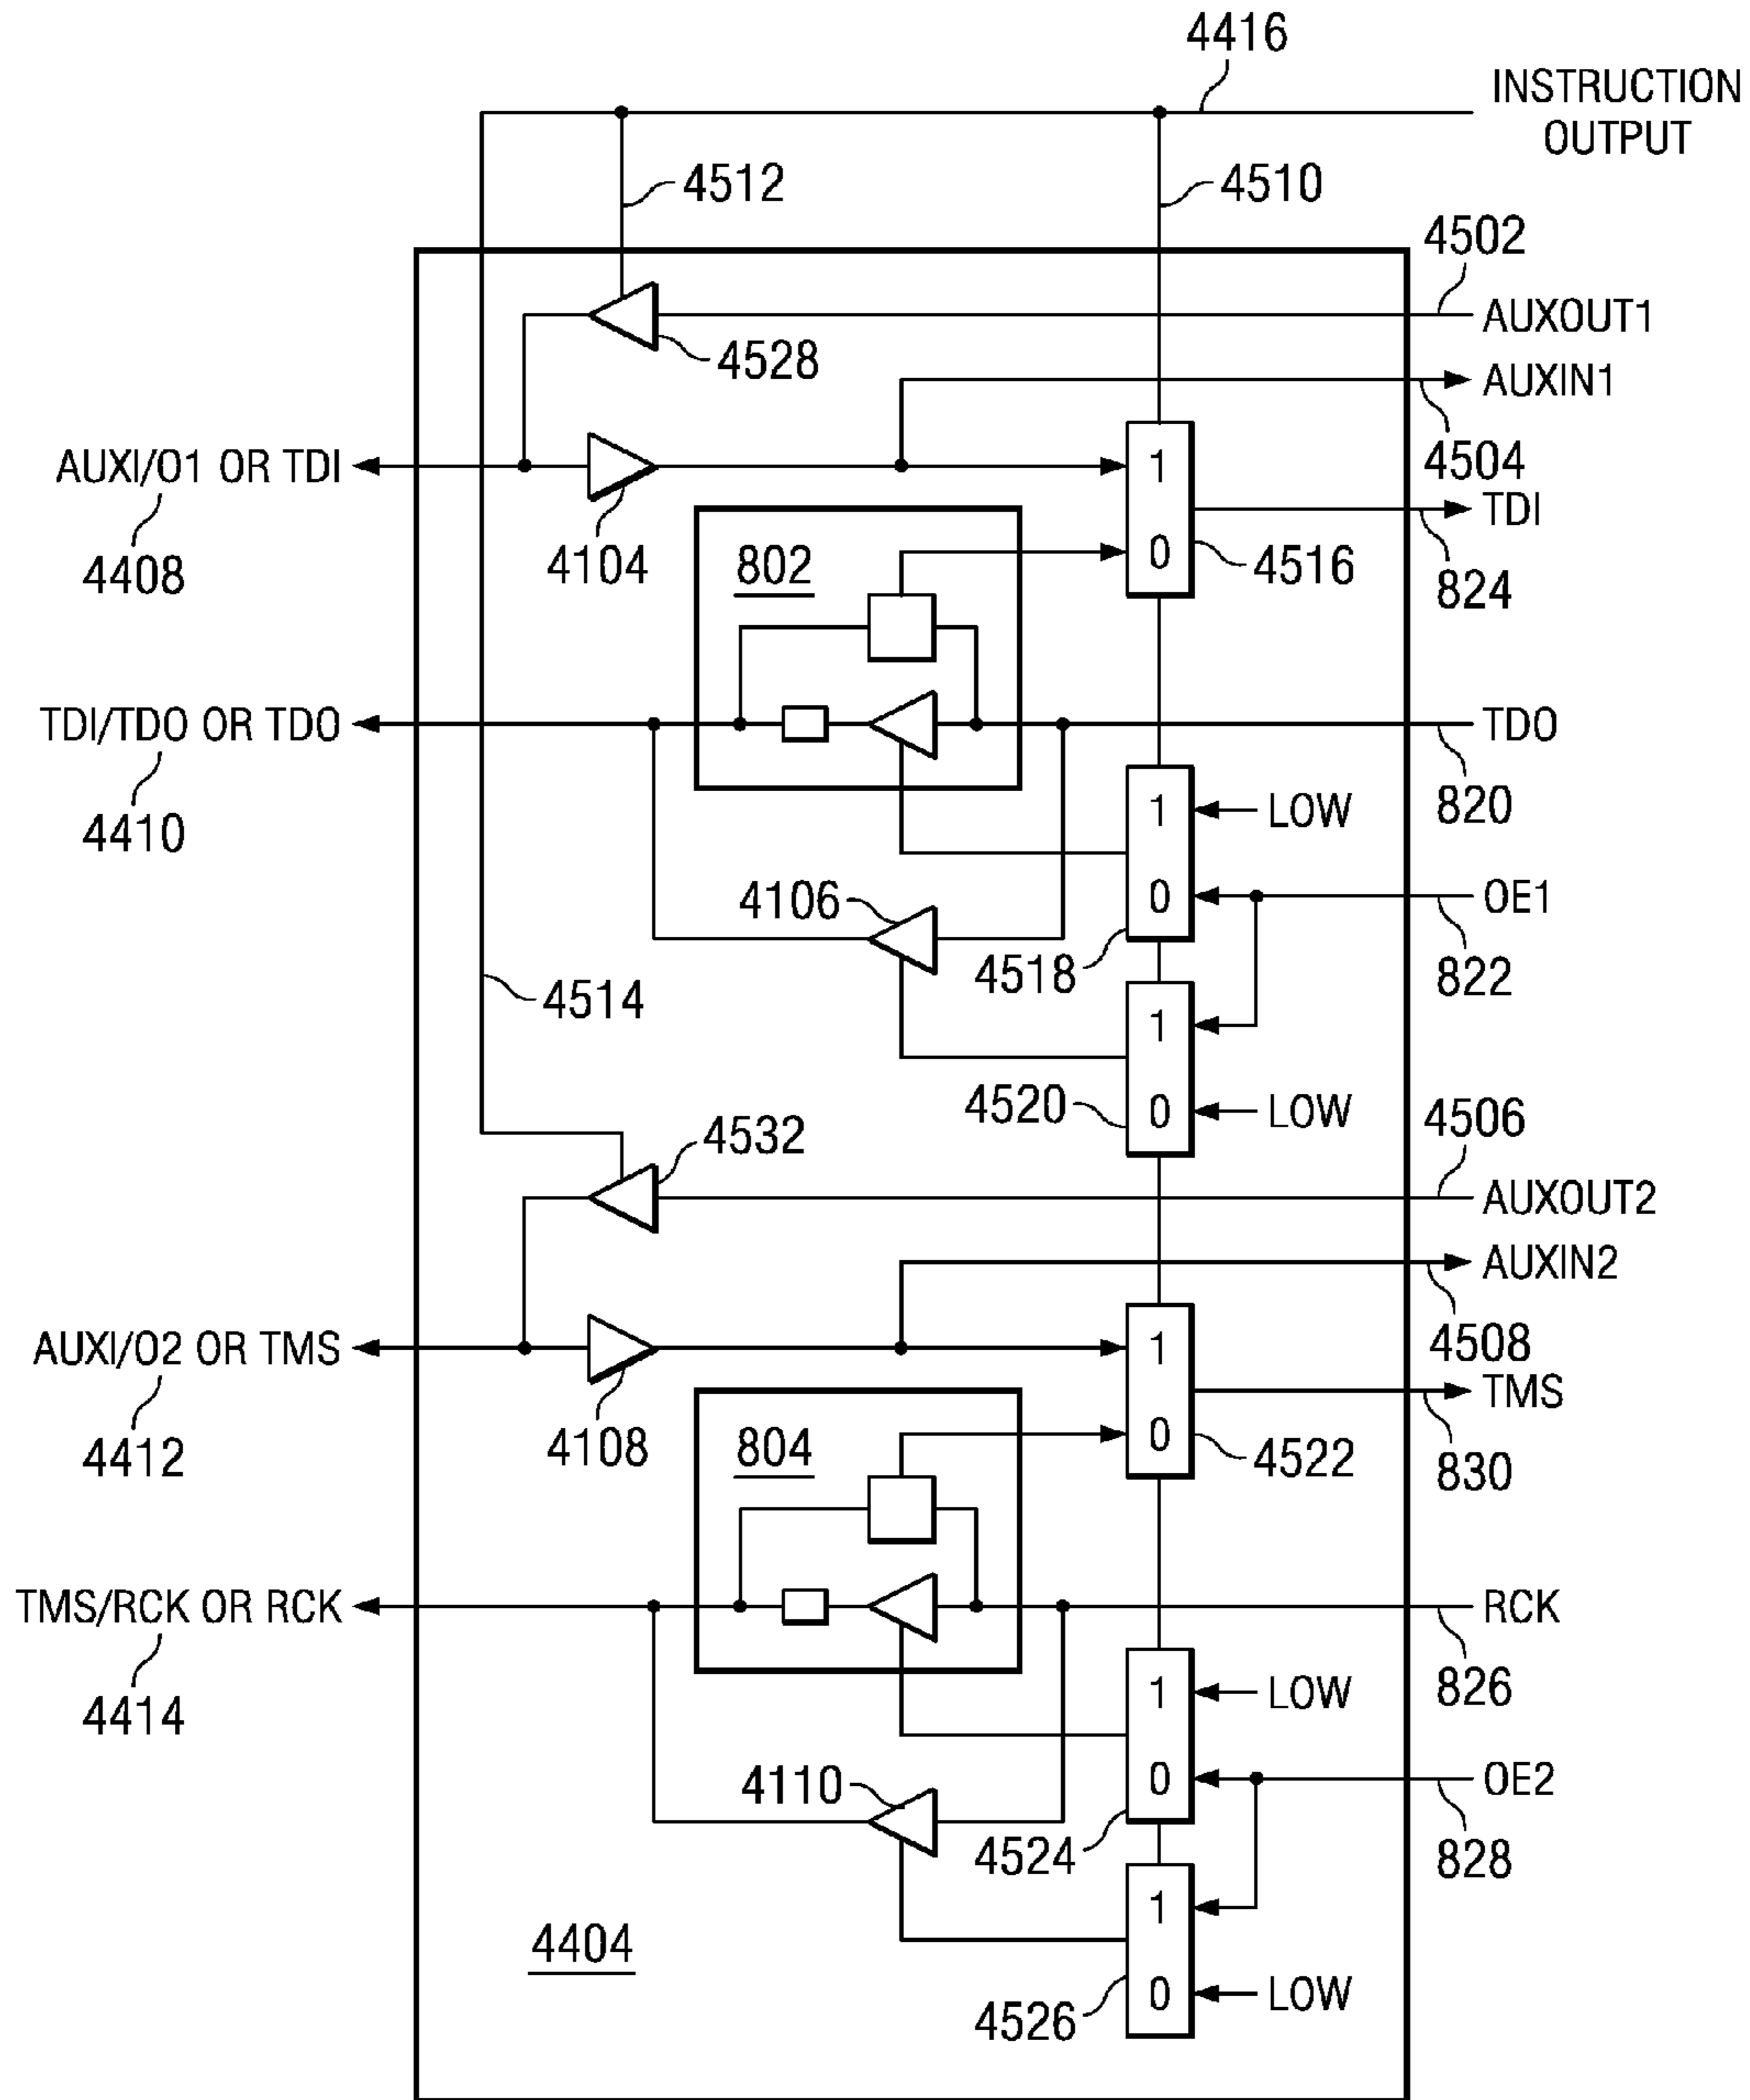 4416
INSTRUCTION
OUTPUT
4512
4510
4502
AUXOUT1
4528
AUXIN1
4504
AUXI/O1 OR TDI
1
TDI
4408
4104
802
0
4516
824
TDI/TDO OR TDO
TDO
4410
1
LOW
820
4106
0
OE1
4518
822
4514
1
4520
0
LOW
4506
4532
AUXOUT2
AUXIN2
AUXI/O2 OR TMS
1
4508
TMS
4412
4108
804
0
4522
830
TMS/RCK OR RCK
RCK
4414
1
LOW
826
4110
0
OE2
4524
828
1
4404
4526
0
LOW